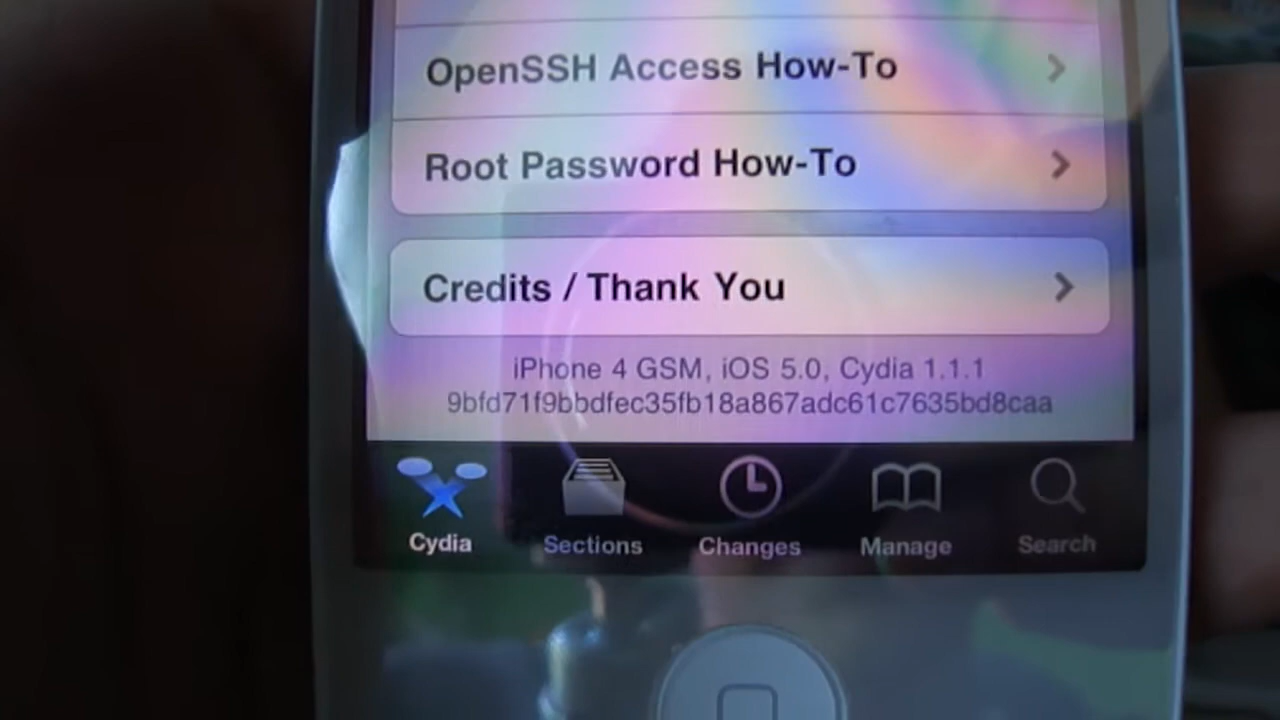 OpenSSH Access How-To
Root Password How-To
Credits / Thank You
iPhone 4 GSM, iOS 5.0, Cydia 1.1.1
9bfd71f9bbdfec35fb18a867adc61c7635bd8caa
Cydia Sections Changes Manage Search